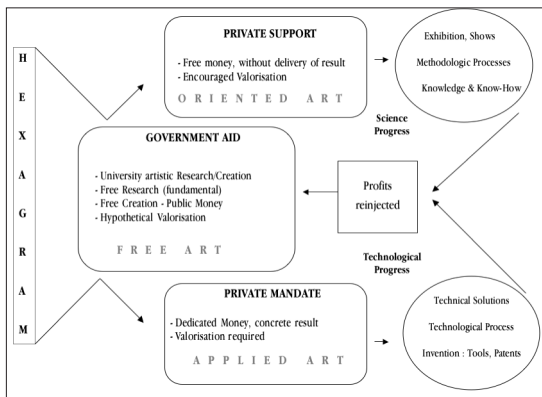 H
E
X
A
G
R
A
M
PRIVATE SUPPORT
- Free money, without delivery of result
- Encouraged Valorisation
ORIENTED ART
Exhibition, Shows
Methodologic Processes
Knowledge & Know-How
Science
Progress
GOVERNMENT AID
- University artistic Research/Creation
- Free Research (fundamental)
- Free Creation - Public Money
- Hypothetical Valorisation
FREE ART
Profits
reinjected
Technological
Progress
PRIVATE MANDATE
- Dedicated Money, concrete result
- Valorisation required
APPLIED ART
Technical Solutions
Technological Process
Invention : Tools, Patents